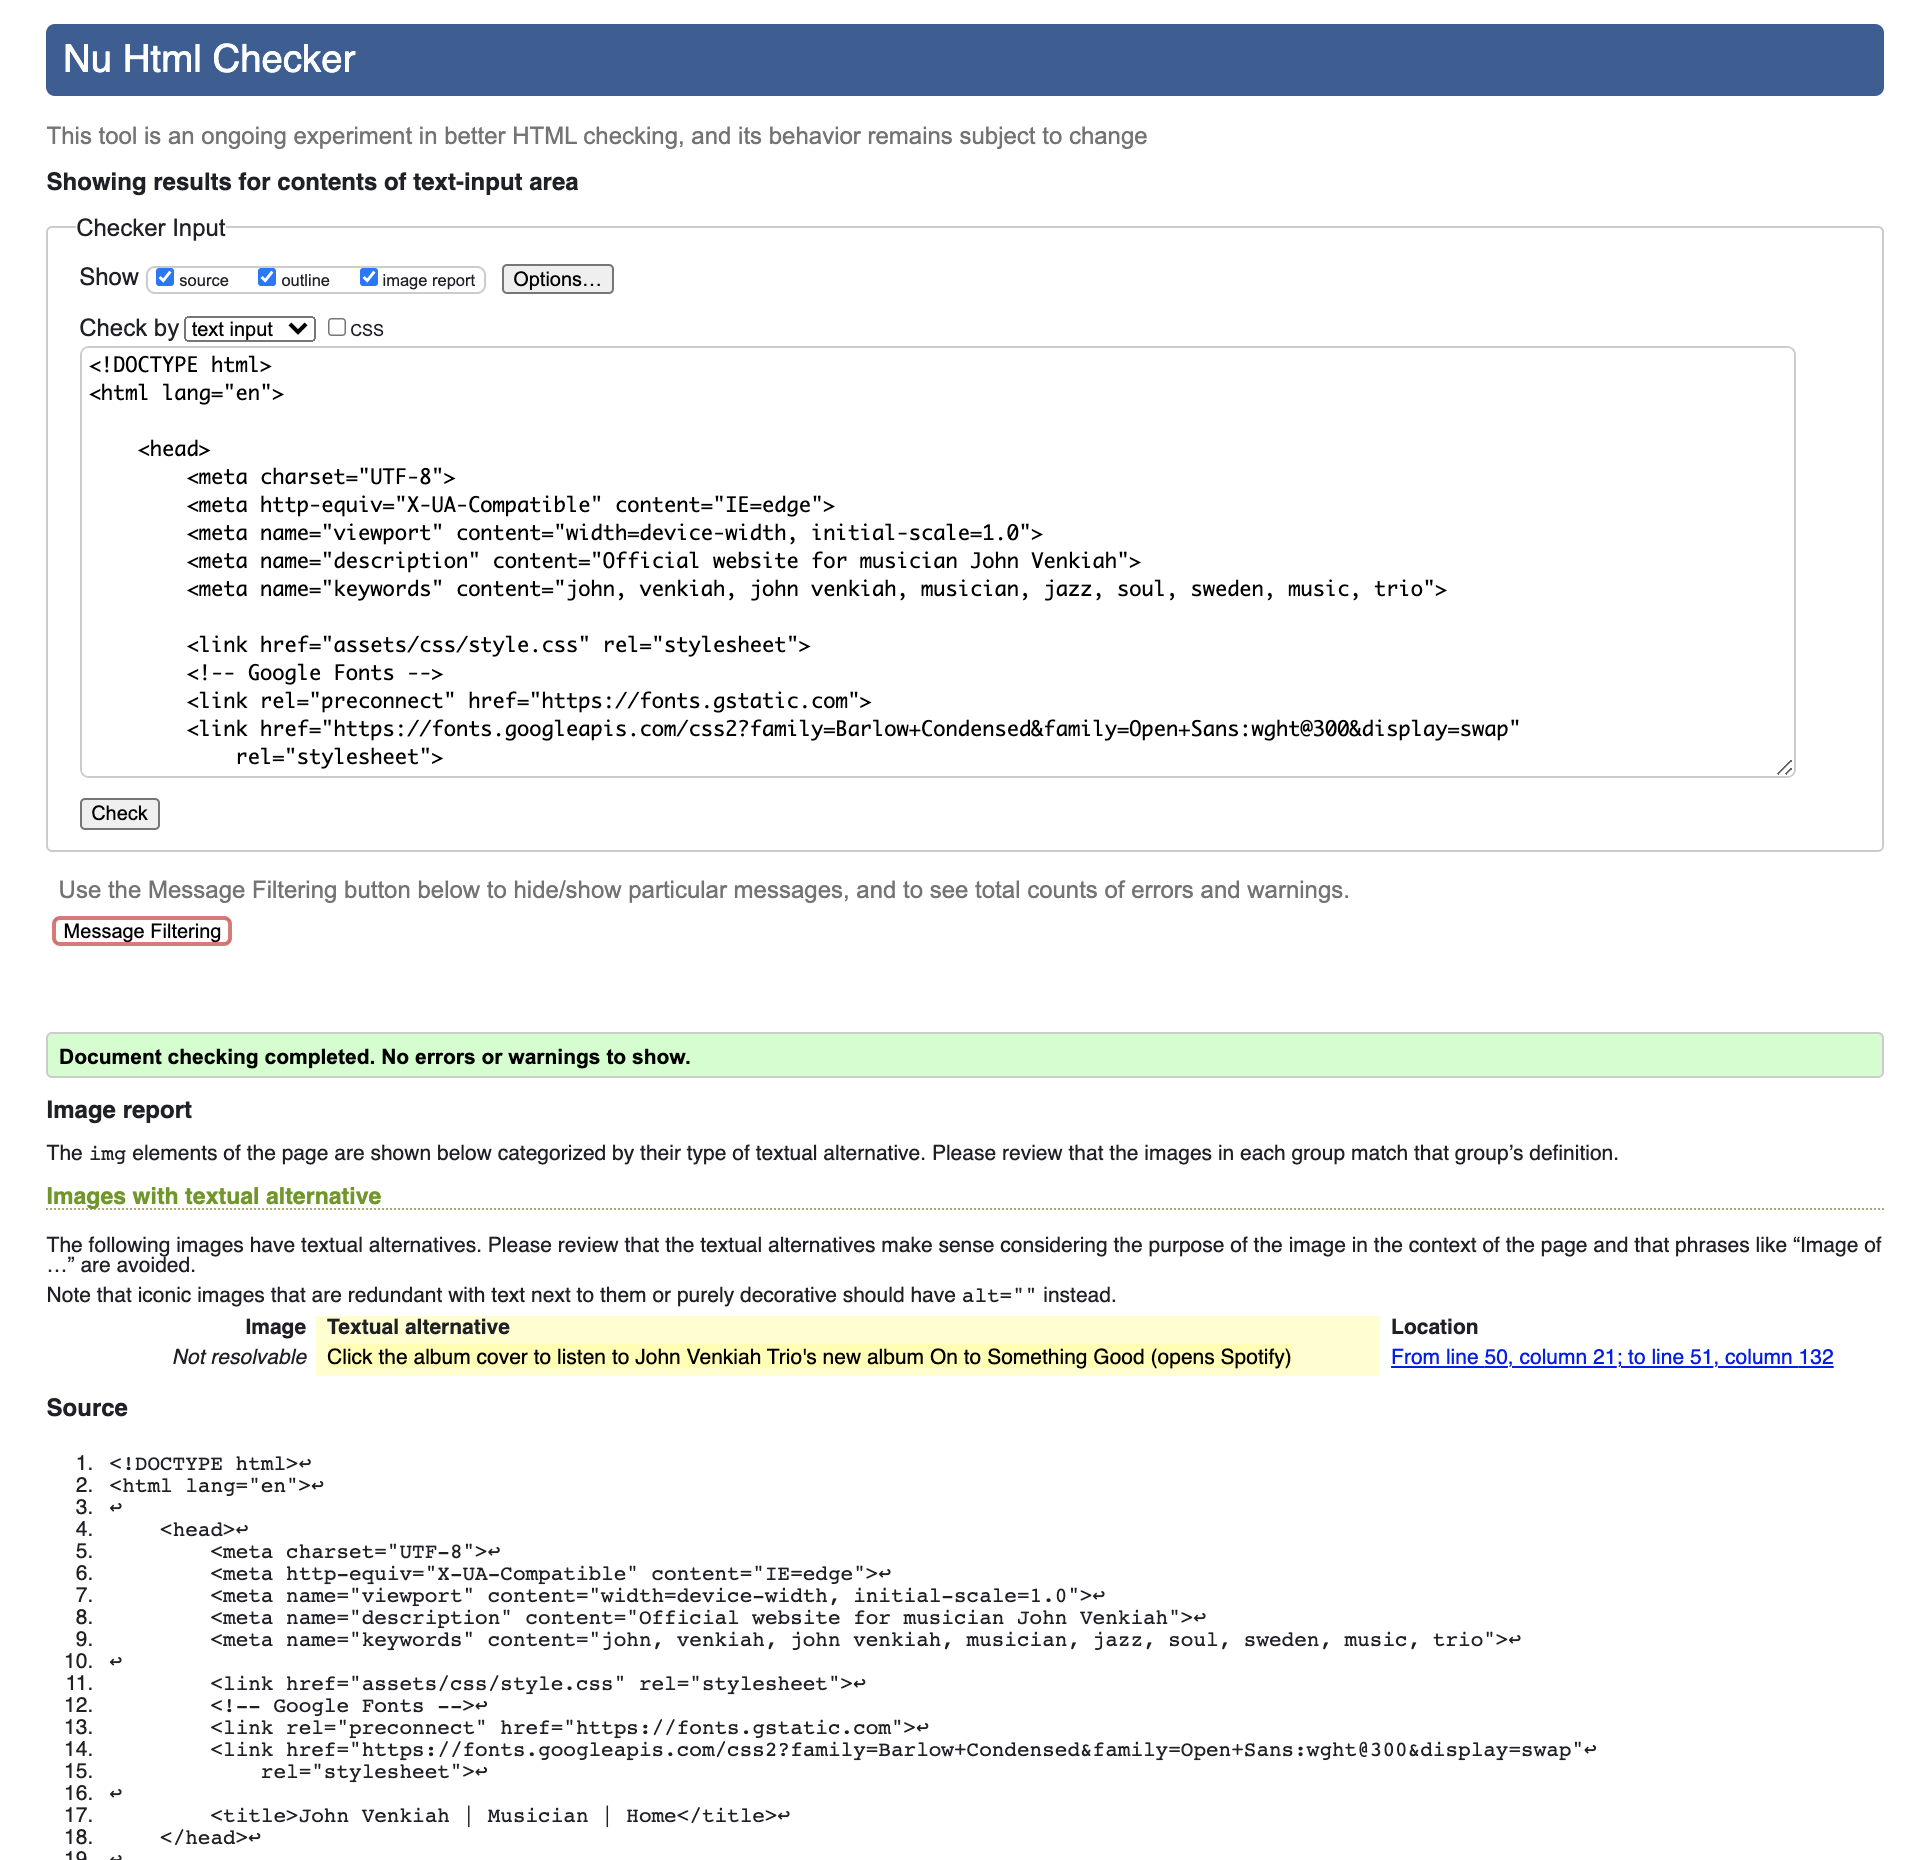 Nu Html Checker
This tool is an ongoing experiment in better HTML checking, and its behavior remains subject to change
Showing results for contents of text-input area
Checker Input
Show source outline image report Options…
Check by text input CSS
<!DOCTYPE html>
<html lang="en">
<head>
<meta charset="UTF-8">
<meta http-equiv="X-UA-Compatible" content="IE=edge">
<meta name="viewport" content="width=device-width, initial-scale=1.0">
<meta name="description" content="Official website for musician John Venkiah">
<meta name="keywords" content="john, venkiah, john venkiah, musician, jazz, soul, sweden, music, trio">
<link href="assets/css/style.css" rel="stylesheet">
<!-- Google Fonts -->
<link rel="preconnect" href="https://fonts.gstatic.com">
<link href="https://fonts.googleapis.com/css2?family=Barlow+Condensed&family=Open+Sans:wght@300&display=swap"
rel="stylesheet">
Check
Use the Message Filtering button below to hide/show particular messages, and to see total counts of errors and warnings.
Message Filtering
Document checking completed. No errors or warnings to show.
Image report
The img elements of the page are shown below categorized by their type of textual alternative. Please review that the images in each group match that group’s definition.
Images with textual alternative
The following images have textual alternatives. Please review that the textual alternatives make sense considering the purpose of the image in the context of the page and that phrases like “Image of
…” are avoided.
Note that iconic images that are redundant with text next to them or purely decorative should have alt="" instead.
Image Textual alternative Location
Not resolvable Click the album cover to listen to John Venkiah Trio's new album On to Something Good (opens Spotify) From line 50, column 21; to line 51, column 132
Source
1. <!DOCTYPE html>↩
2. <html lang="en">↩
3. ↩
4. <head>↩
5. <meta charset="UTF-8">↩
6. <meta http-equiv="X-UA-Compatible" content="IE=edge">↩
7. <meta name="viewport" content="width=device-width, initial-scale=1.0">↩
8. <meta name="description" content="Official website for musician John Venkiah">↩
9. <meta name="keywords" content="john, venkiah, john venkiah, musician, jazz, soul, sweden, music, trio">↩
10. ↩
11. <link href="assets/css/style.css" rel="stylesheet">↩
12. <!-- Google Fonts -->↩
13. <link rel="preconnect" href="https://fonts.gstatic.com">↩
14. <link href="https://fonts.googleapis.com/css2?family=Barlow+Condensed&family=Open+Sans:wght@300&display=swap"↩
15. rel="stylesheet">↩
16. ↩
17. <title>John Venkiah | Musician | Home</title>↩
18. </head>↩
19. ↩